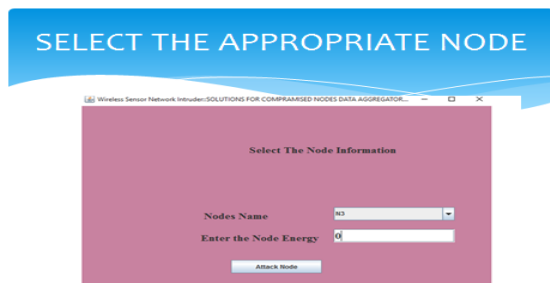 SELECT THE APPROPRIATE NODE
Wireless Sensor Network Intruder::SOLUTIONS FOR COMPRAMISED NODES DATA AGGREGATOR...
Select The Node Information
Nodes Name
N3
Enter the Node Energy
0
Attack Node